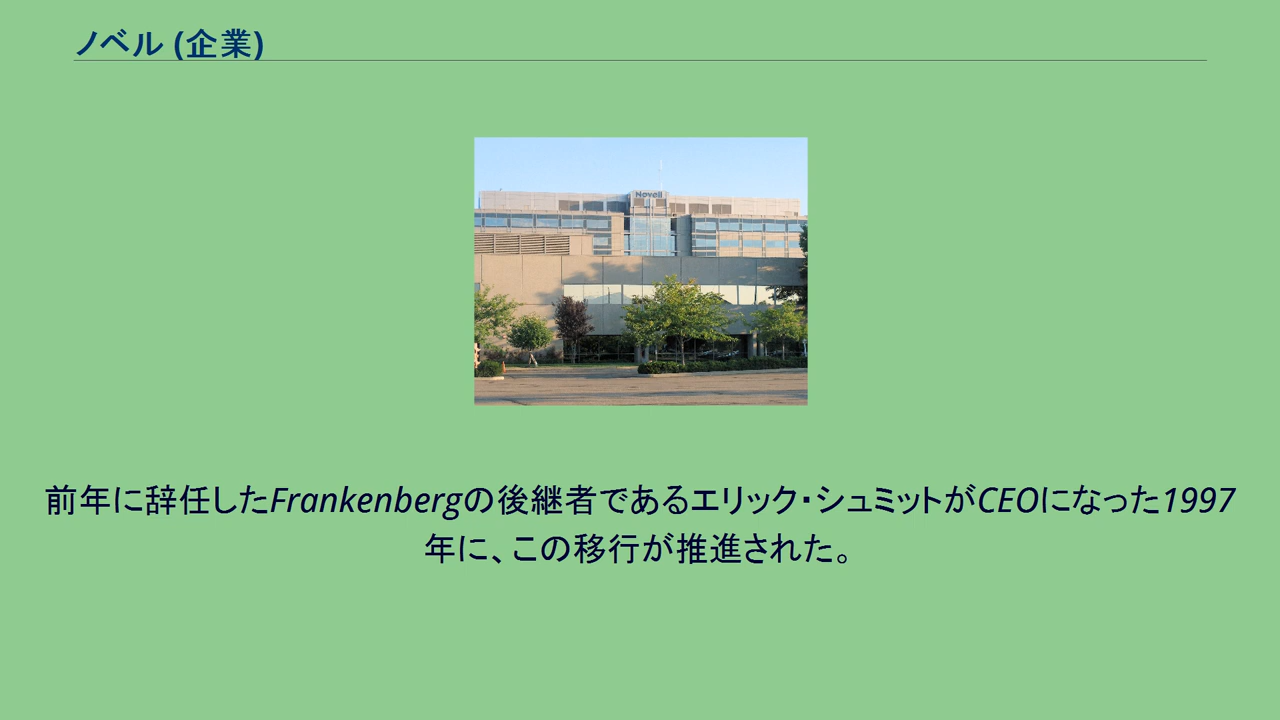 ノベル (企業)
Novell
前年に辞任したFrankenbergの後継者であるエリック・シュミットがCEOになった1997
年に、この移行が推進された。